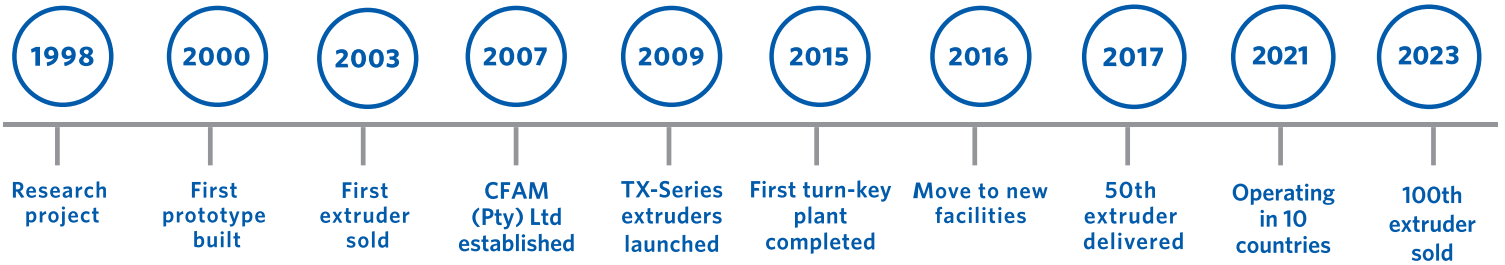 1998
2000
2003
2007
2009
2015
2016
2017
2021
2023
Research
project
First
prototype
built
First
extruder
sold
CFAM
(Pty) Ltd
established
TX-Series
extruders
launched
First turn-key
plant
completed
Move to new
facilities
50th
extruder
delivered
Operating
in 10
countries
100th
extruder
sold